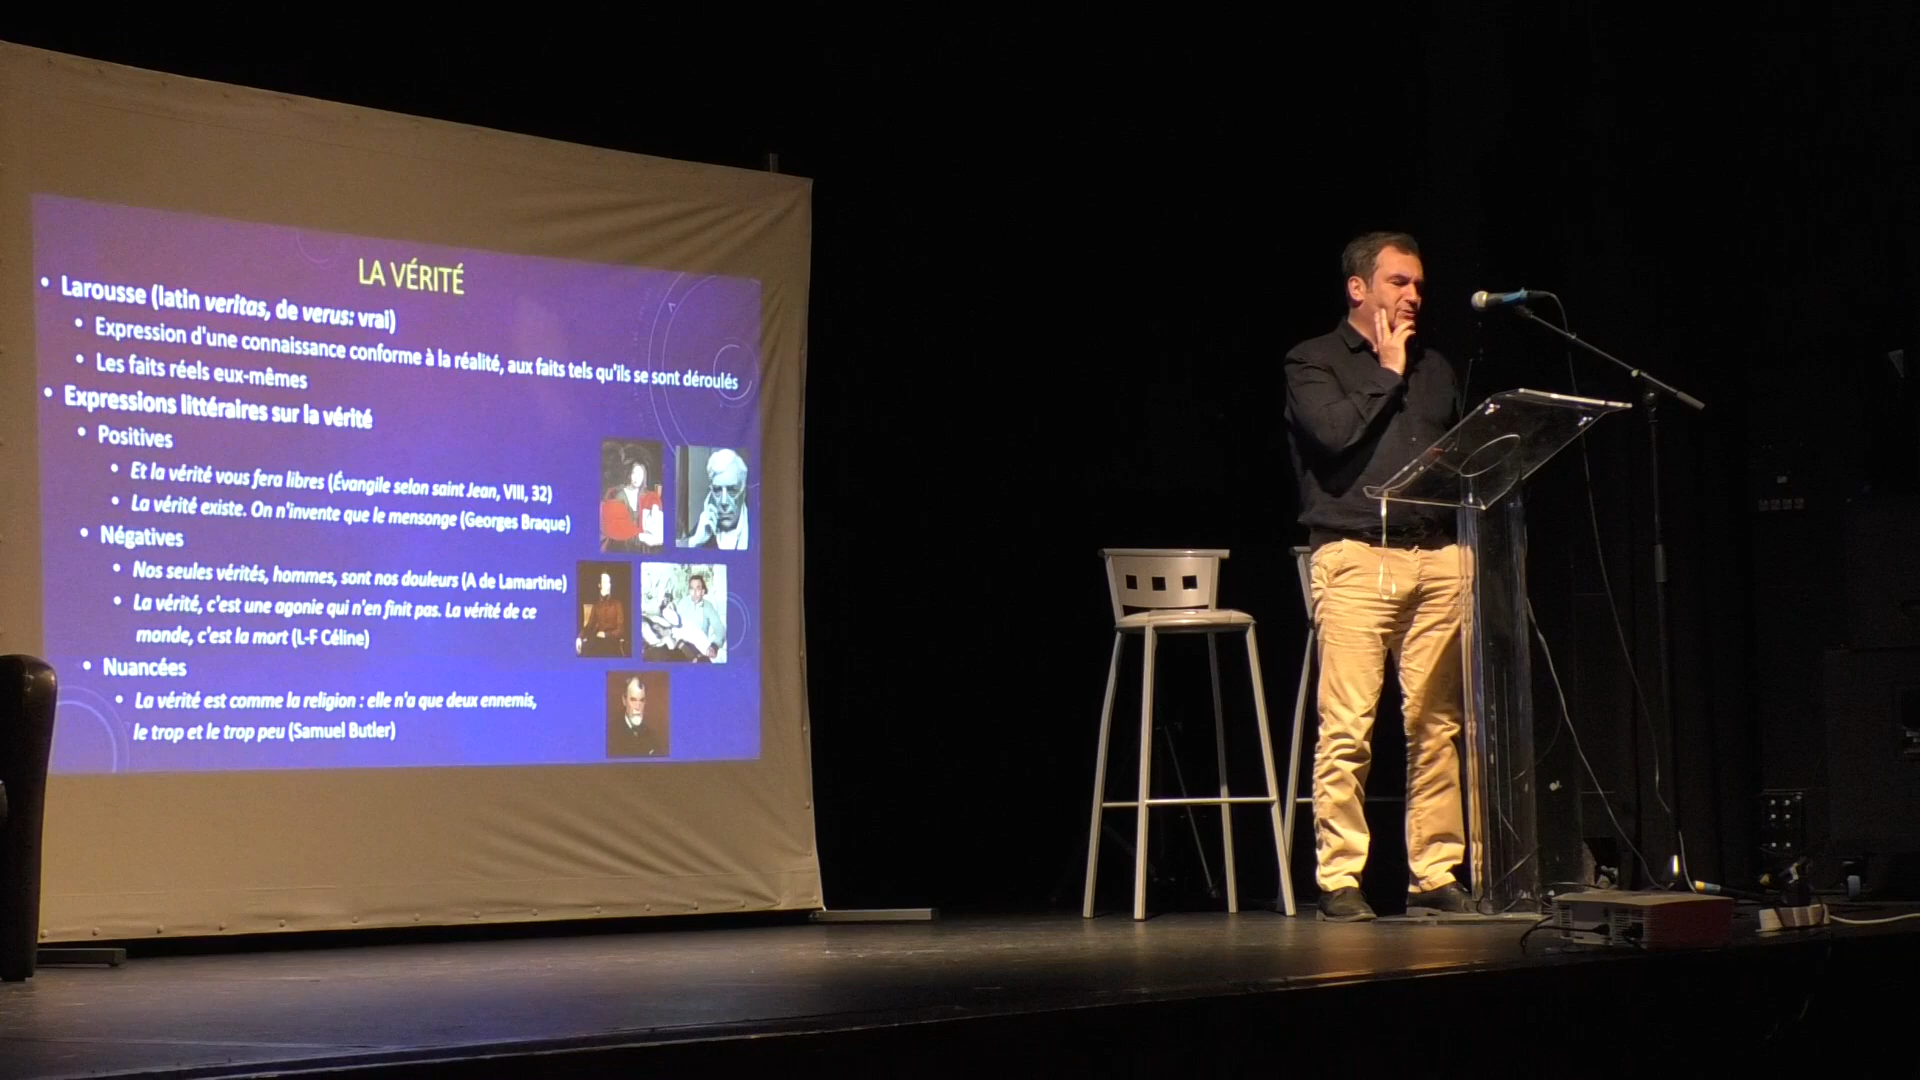 LA VÉRITÉ
• Larousse (latin veritas, de verus: vrai)
• Expression d'une connaissance conforme à la réalité, aux faits tels qu'ils se sont déroulés
• Les faits réels eux-mêmes
• Expressions littéraires sur la vérité
• Positives
• Et la vérité vous fera libres (Évangile selon saint Jean, VIII, 32)
• La vérité existe. On n'invente que le mensonge (Georges Braque)
• Négatives
• Nos seules vérités, hommes, sont nos douleurs (A de Lamartine)
• La vérité, c'est une agonie qui n'en finit pas. La vérité de ce
monde, c'est la mort (L-F Céline)
• Nuancées
• La vérité est comme la religion : elle n'a que deux ennemis,
le trop et le trop peu (Samuel Butler)